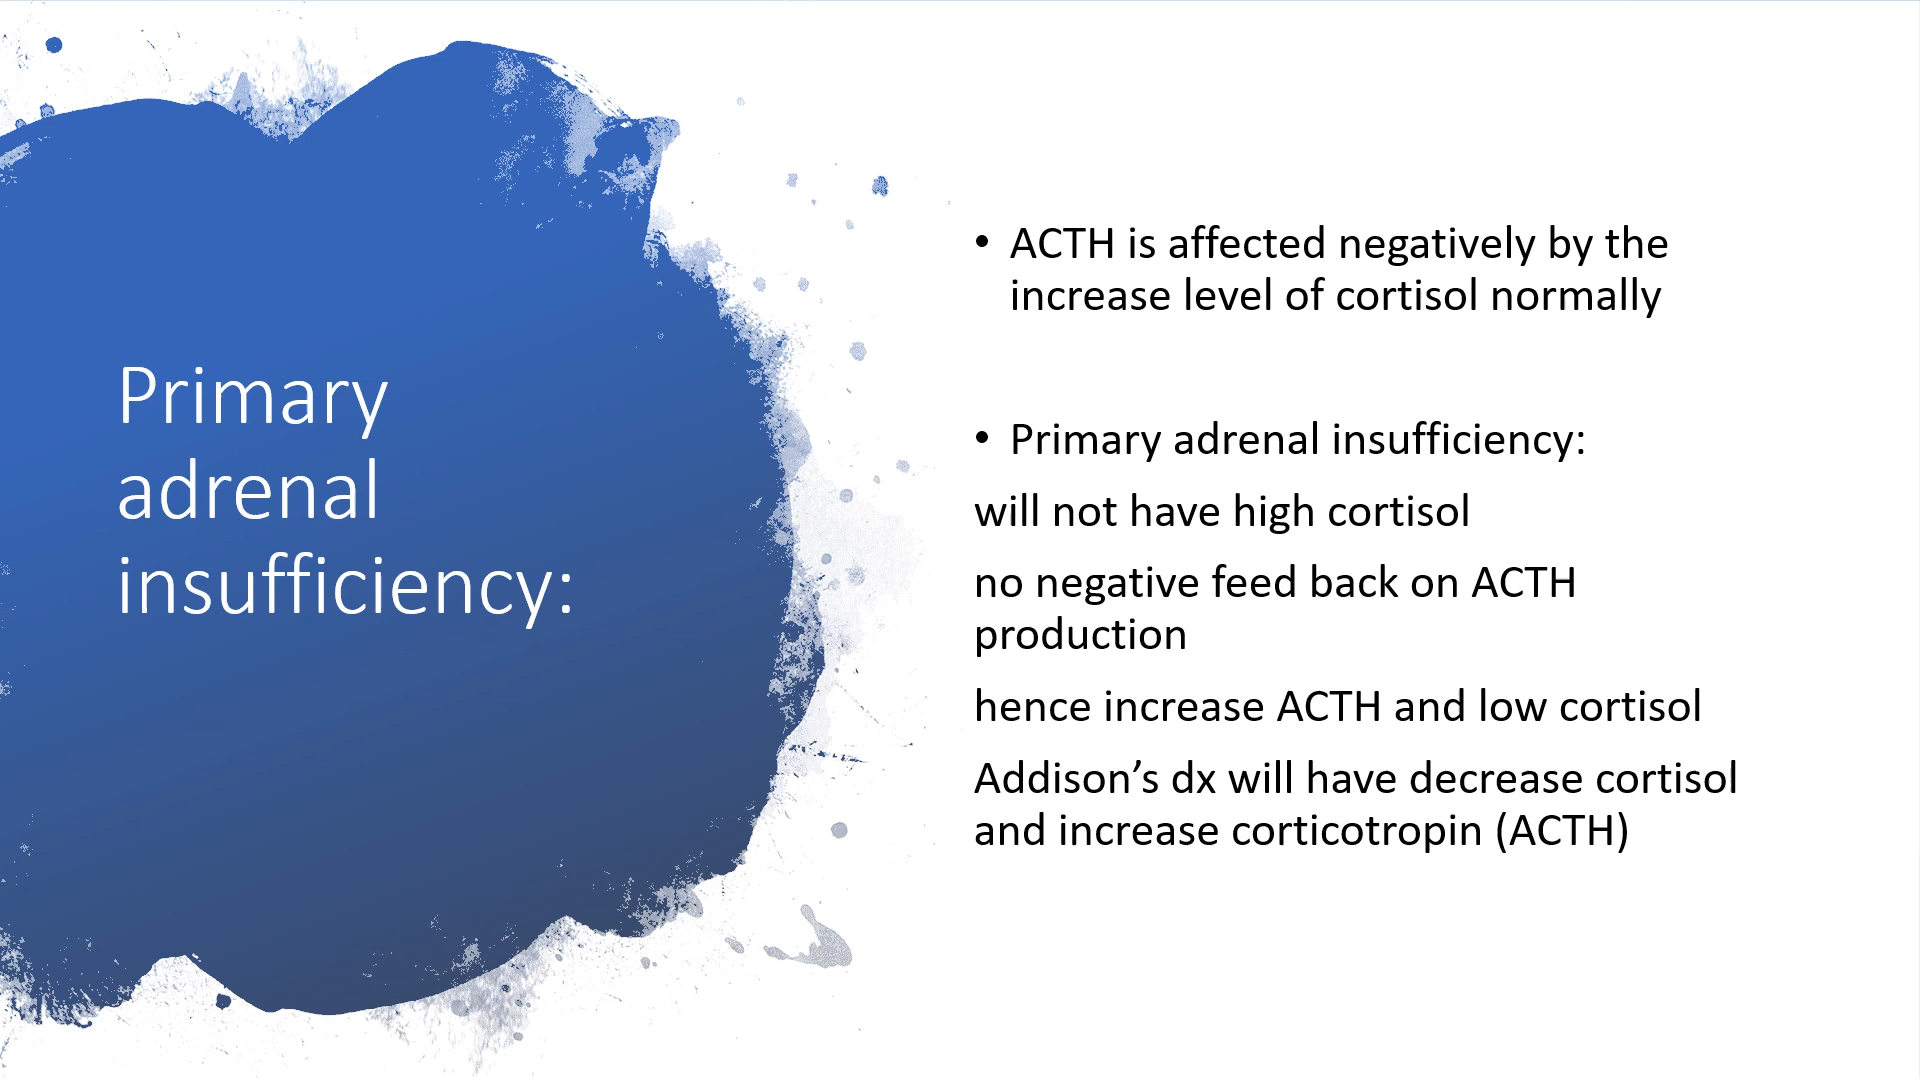 Primary
adrenal
insufficiency:
• ACTH is affected negatively by the
increase level of cortisol normally
• Primary adrenal insufficiency:
will not have high cortisol
no negative feed back on ACTH
production
hence increase ACTH and low cortisol
Addison’s dx will have decrease cortisol
and increase corticotropin (ACTH)